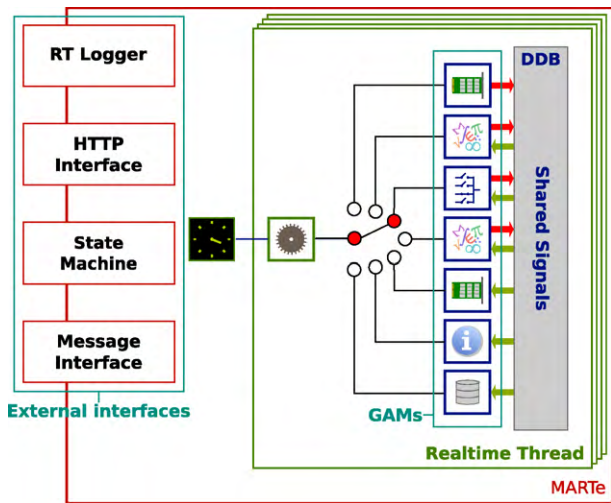 RT Logger
HTTP
Interface
State
Machine
Message
Interface
External interfaces
DDB
Shared Signals
GAMs
Realtime Thread
MARTe